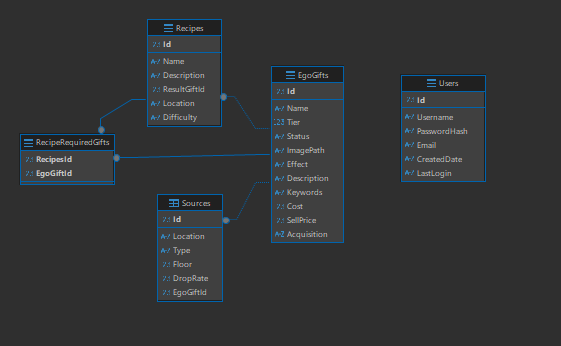 Recipes
Id
Name
Description
ResultGiftId
Location
Difficulty
EgoGifts
Id
Name
123 Tier
Status
ImagePath
Effect
Description
Keywords
Cost
SellPrice
Acquisition
Users
Id
Username
PasswordHash
Email
CreatedDate
LastLogin
RecipeRequiredGifts
RecipesId
EgoGiftId
Sources
Id
Location
Type
Floor
DropRate
EgoGiftId